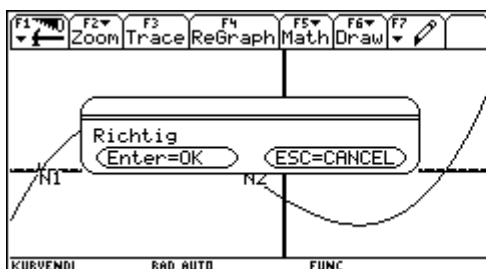 F1 F2 Zoom F3 Trace F4 ReGraph F5 Math F6 Draw F7
Richtig
Enter=OK ESC=CANCEL
N1 N2
KURVENDI RAD AUTO FUNC